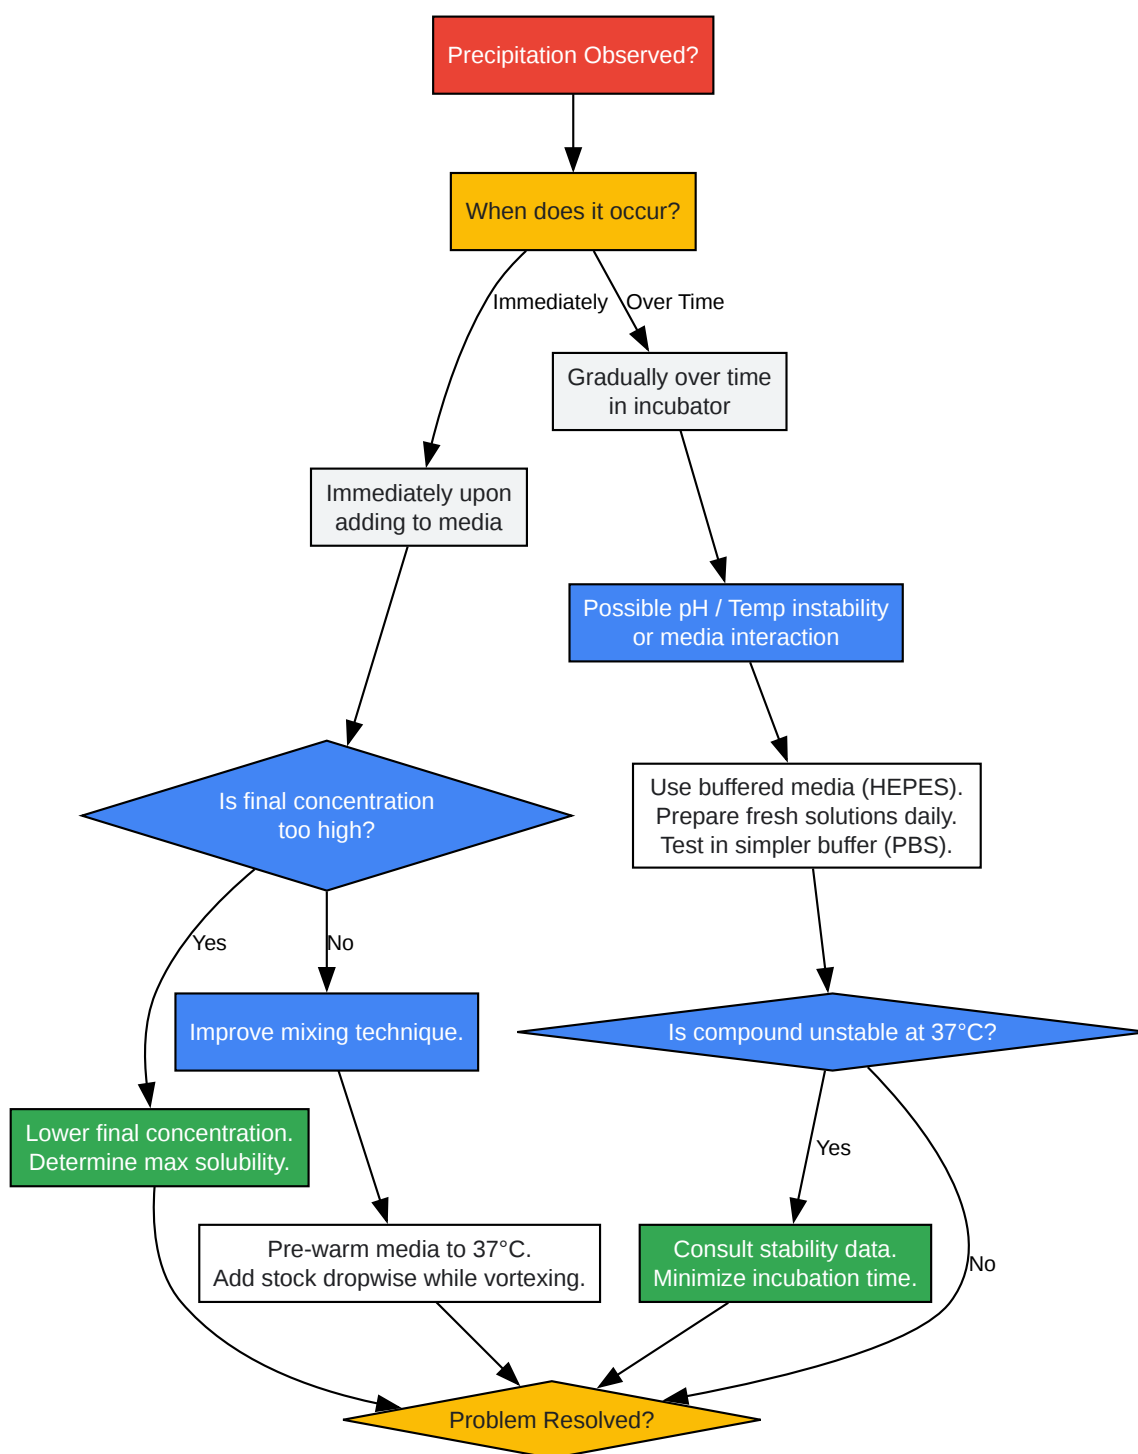 Precipitation Observed?
When does it occur?
Immediately
Over Time
Gradually over time
in incubator
Immediately upon
adding to media
Possible pH / Temp instability
or media interaction
Is final concentration
too high?
Use buffered media (HEPES).
Prepare fresh solutions daily.
Test in simpler buffer (PBS).
Yes
No
Improve mixing technique.
Is compound unstable at 37°C?
Lower final concentration.
Determine max solubility.
Yes
Pre-warm media to 37°C.
Add stock dropwise while vortexing.
Consult stability data.
Minimize incubation time.
No
Problem Resolved?